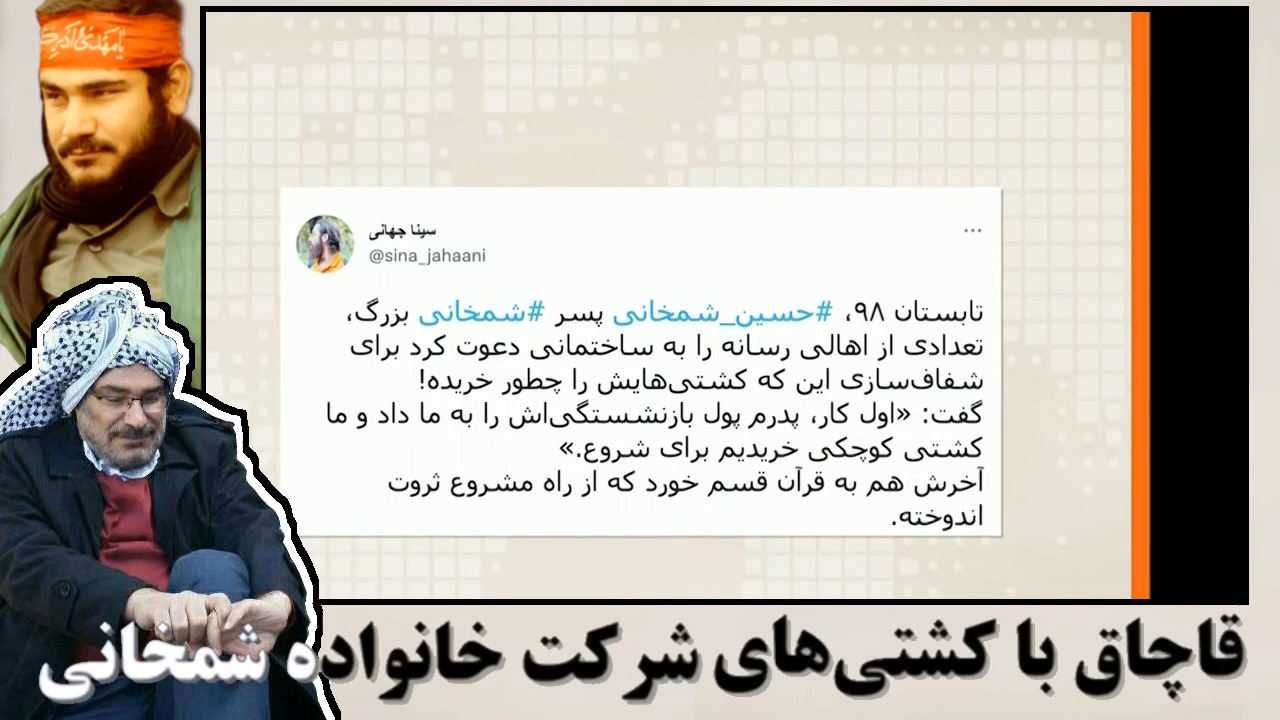 یا مهدی ادرکنی
سینا جهانی
@sina_jahaani
تابستان ۹۸، #حسین_شمخانی پسر #شمخانی بزرگ،
تعدادی از اهالی رسانه را به ساختمانی دعوت کرد برای
شفاف‌سازی این که کشتی‌هایش را چطور خریده!
گفت: «اول کار، پدرم پول بازنشستگی‌اش را به ما داد و ما
کشتی کوچکی خریدیم برای شروع.»
آخرش هم به قرآن قسم خورد که از راه مشروع ثروت
اندوخته.
قاچاق با کشتی‌های شرکت خانواده شمخانی